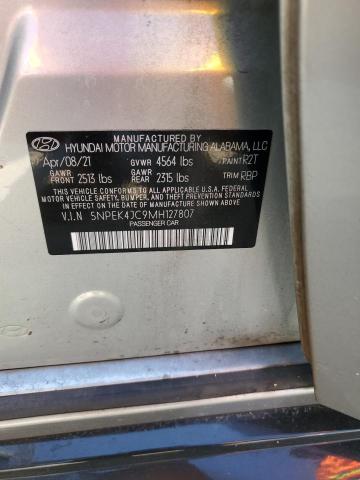 MANUFACTURED BY
HYUNDAI MOTOR MANUFACTURING ALABAMA, LLC
Apr/08/21 GVWR 4564 lbs PAINT R2T
GAWR FRONT 2513 lbs GAWR REAR 2315 lbs TRIM RBP
THIS VEHICLE CONFORMS TO ALL APPLICABLE U.S.A. FEDERAL
MOTOR VEHICLE SAFETY, BUMPER, AND THEFT PREVENTION
STANDARDS IN EFFECT ON THE DATE OF MANUFACTURE SHOWN ABOVE.
V.I.N 5NPEK4JC9MH127807
PASSENGER CAR